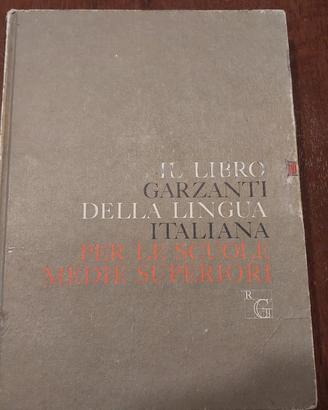 IL LIBRO
GARZANTI
DELLA LINGUA
ITALIANA
PER LE SCUOLE
MEDIE SUPERIORI